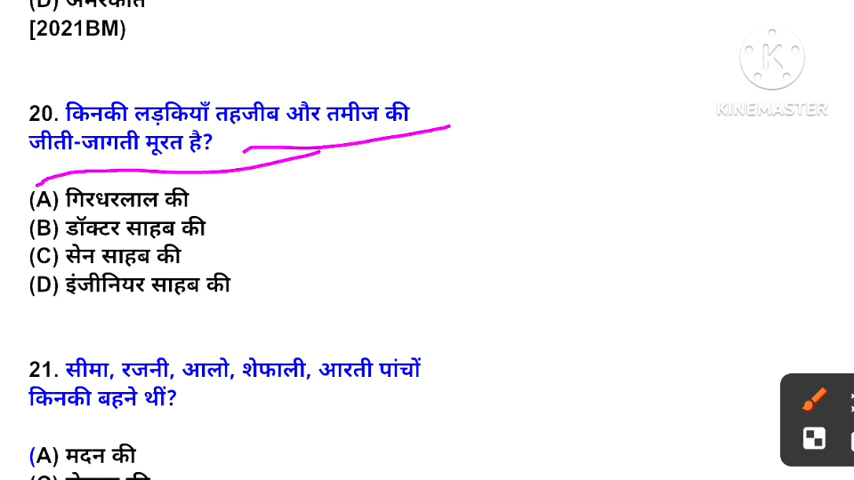 (D) अमरकांत
[2021BM)
20. किनकी लड़कियाँ तहजीब और तमीज की
जीती-जागती मूरत है?
(A) गिरधरलाल की
(B) डॉक्टर साहब की
(C) सेन साहब की
(D) इंजीनियर साहब की
21. सीमा, रजनी, आलो, शेफाली, आरती पांचों
किनकी बहने थीं?
(A) मदन की
KINEMASTER